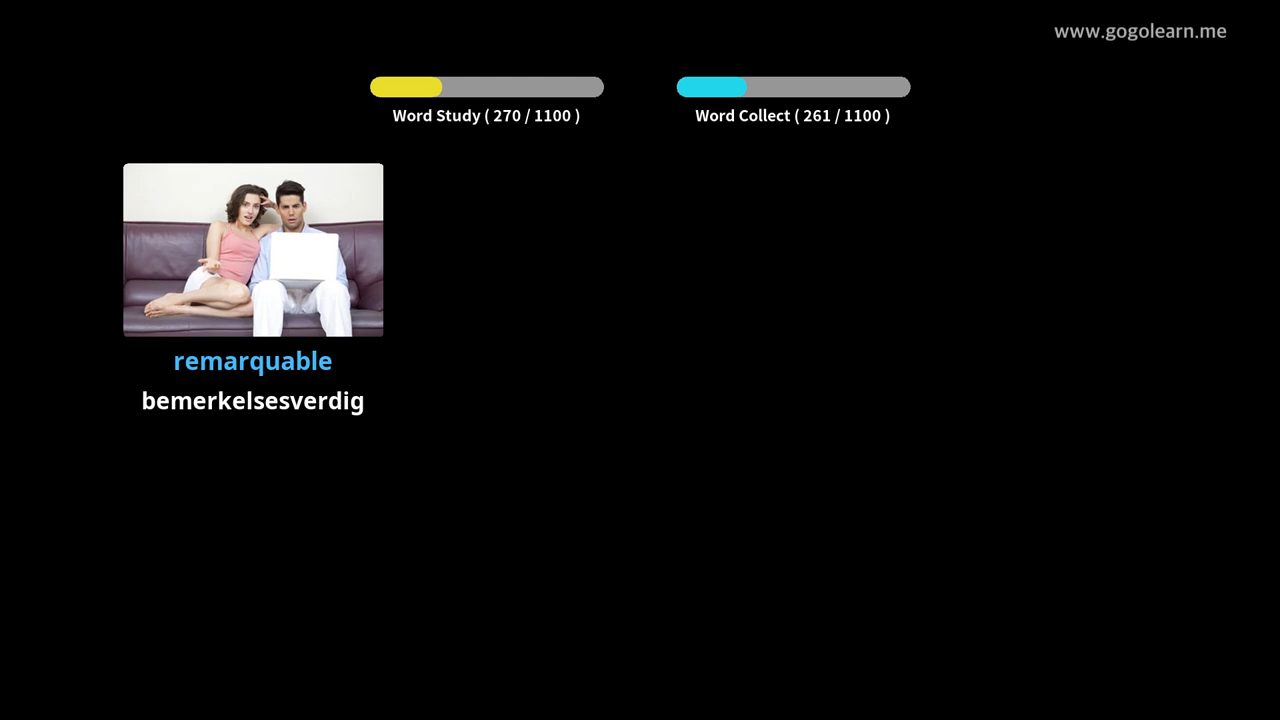 www.gogolearn.me
Word Study ( 270 / 1100 )
Word Collect ( 261 / 1100 )
remarquable
bemerkelsesverdig